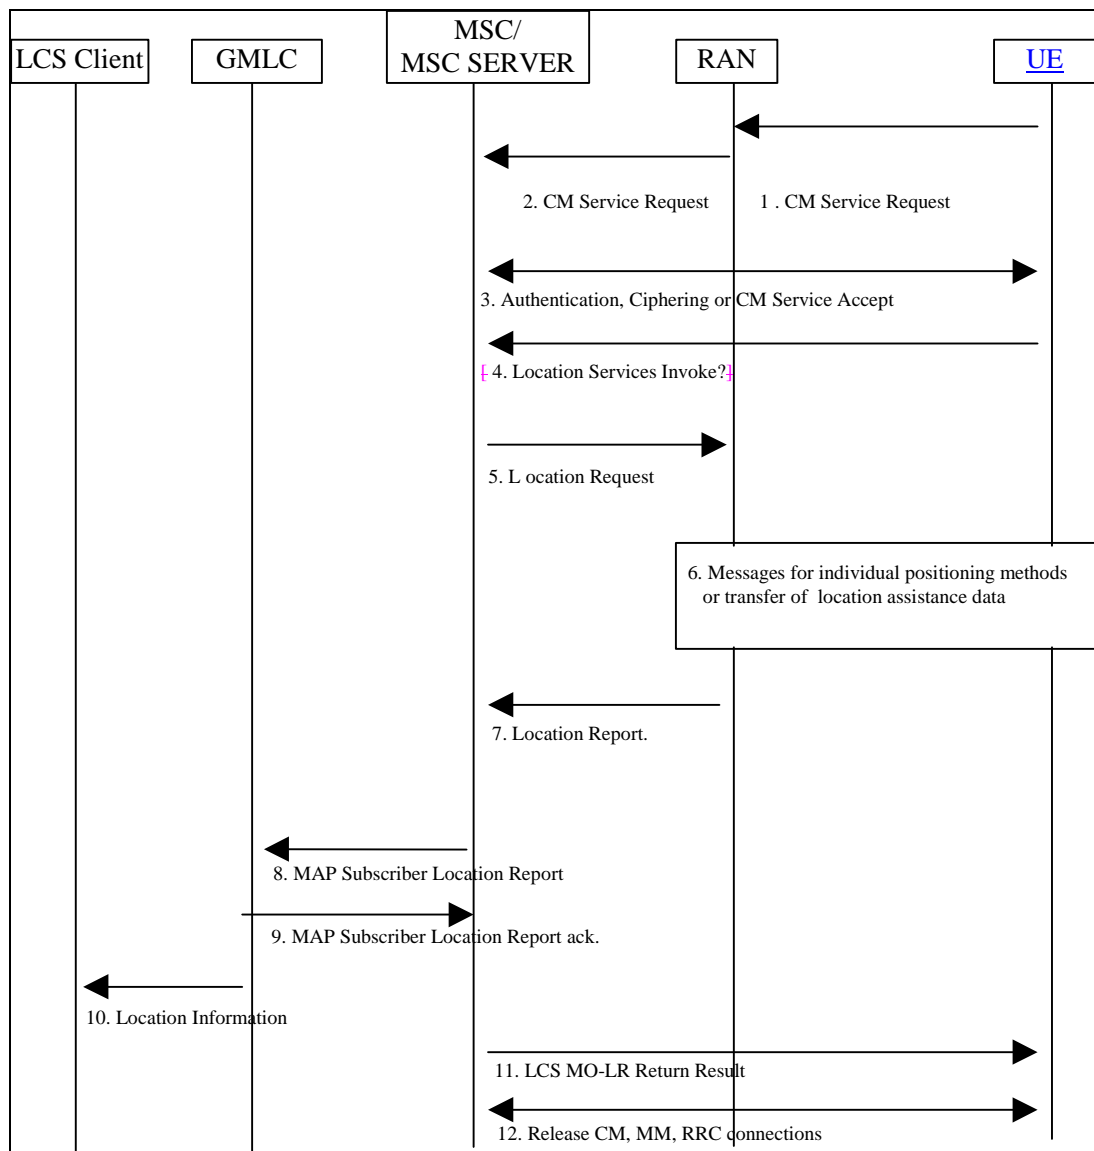 LCS Client
GMLC
MSC/
MSC SERVER
RAN
UE
2. CM Service Request
1 . CM Service Request
3. Authentication, Ciphering or CM Service Accept
[ 4. Location Services Invoke?]
5. L ocation Request
6. Messages for individual positioning methods
or transfer of location assistance data
7. Location Report.
8. MAP Subscriber Location Report
9. MAP Subscriber Location Report ack.
10. Location Information
11. LCS MO-LR Return Result
12. Release CM, MM, RRC connections